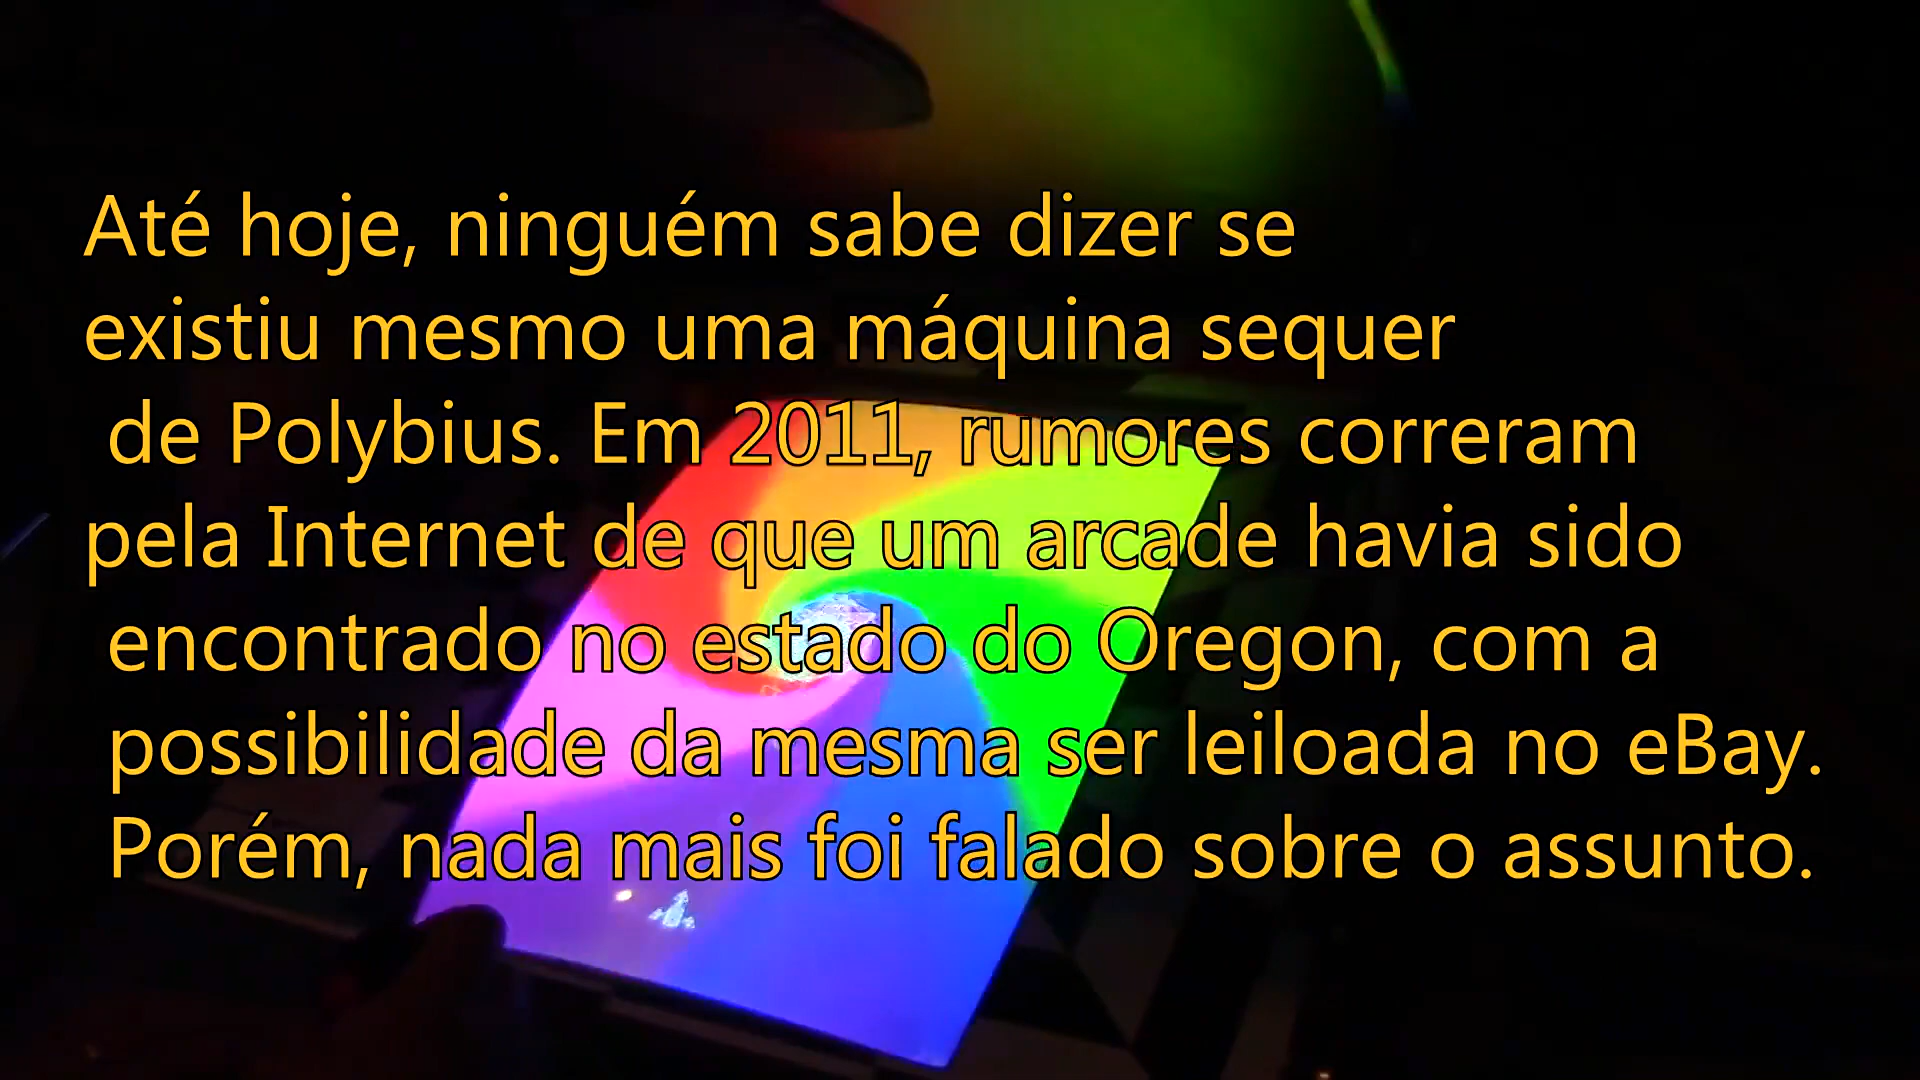 Até hoje, ninguém sabe dizer se
existiu mesmo uma máquina sequer
de Polybius. Em 2011, rumores correram
pela Internet de que um arcade havia sido
encontrado no estado do Oregon, com a
possibilidade da mesma ser leiloada no eBay.
Porém, nada mais foi falado sobre o assunto.